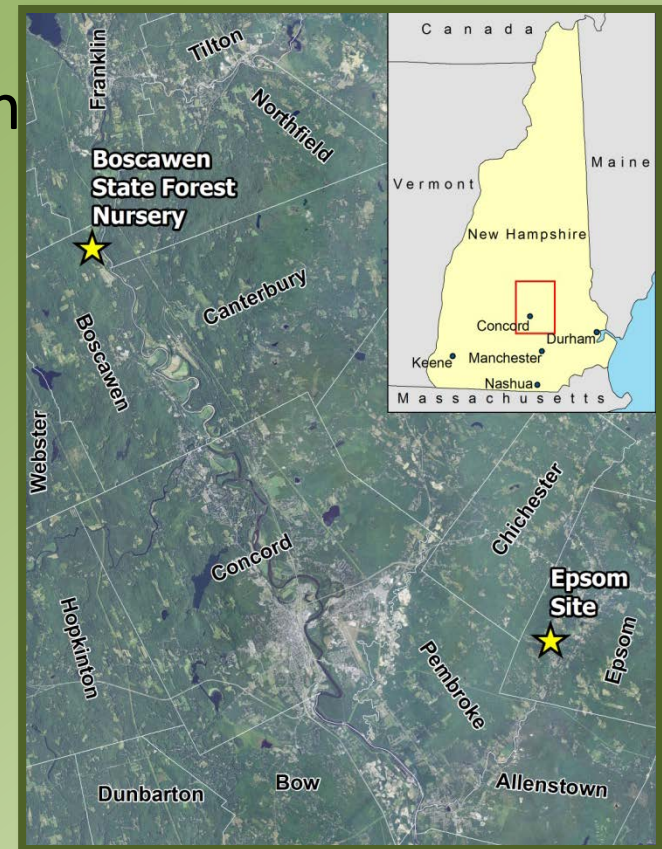 n
Franklin
Tilton
Northfield
Boscawen
State Forest
Nursery
Canterbury
Boscawen
Webster
Concord
Hopkinton
Chichester
Epsom
Site
Epsom
Pembroke
Dunbarton
Bow
Allenstown
Canada
Vermont
Maine
New Hampshire
Concord
Durham
Keene
Manchester
Nashua
Massachusetts